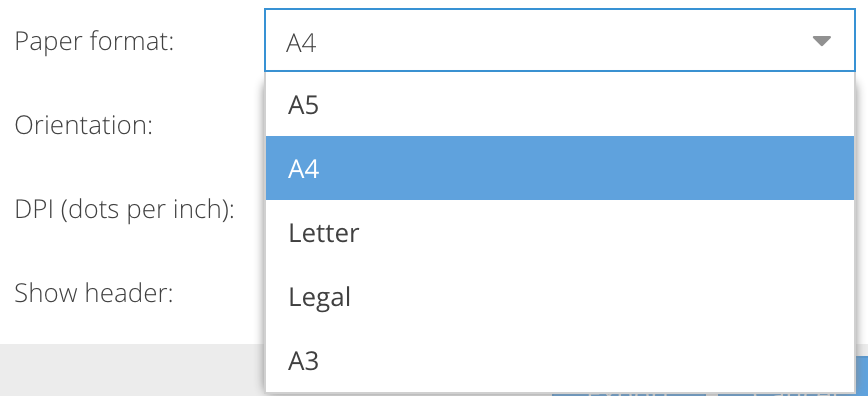 Paper format:
A4
A5
Orientation:
A4
DPI (dots per inch):
Letter
Show header:
Legal
A3